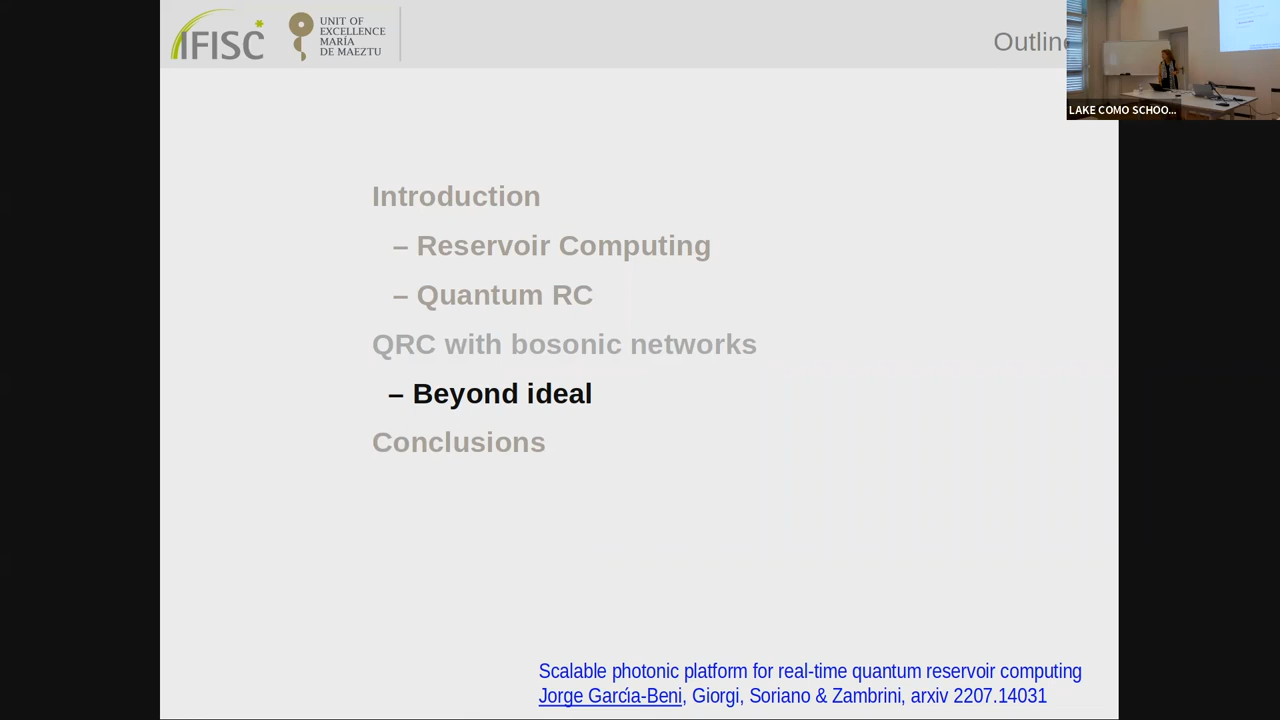 IFISC
UNIT OF
EXCELLENCE
MARÍA
DE MAEZTU
Outlin
LAKE COMO SCHOO...
Introduction
– Reservoir Computing
– Quantum RC
QRC with bosonic networks
– Beyond ideal
Conclusions
Scalable photonic platform for real-time quantum reservoir computing
Jorge García-Beni, Giorgi, Soriano & Zambrini, arxiv 2207.14031